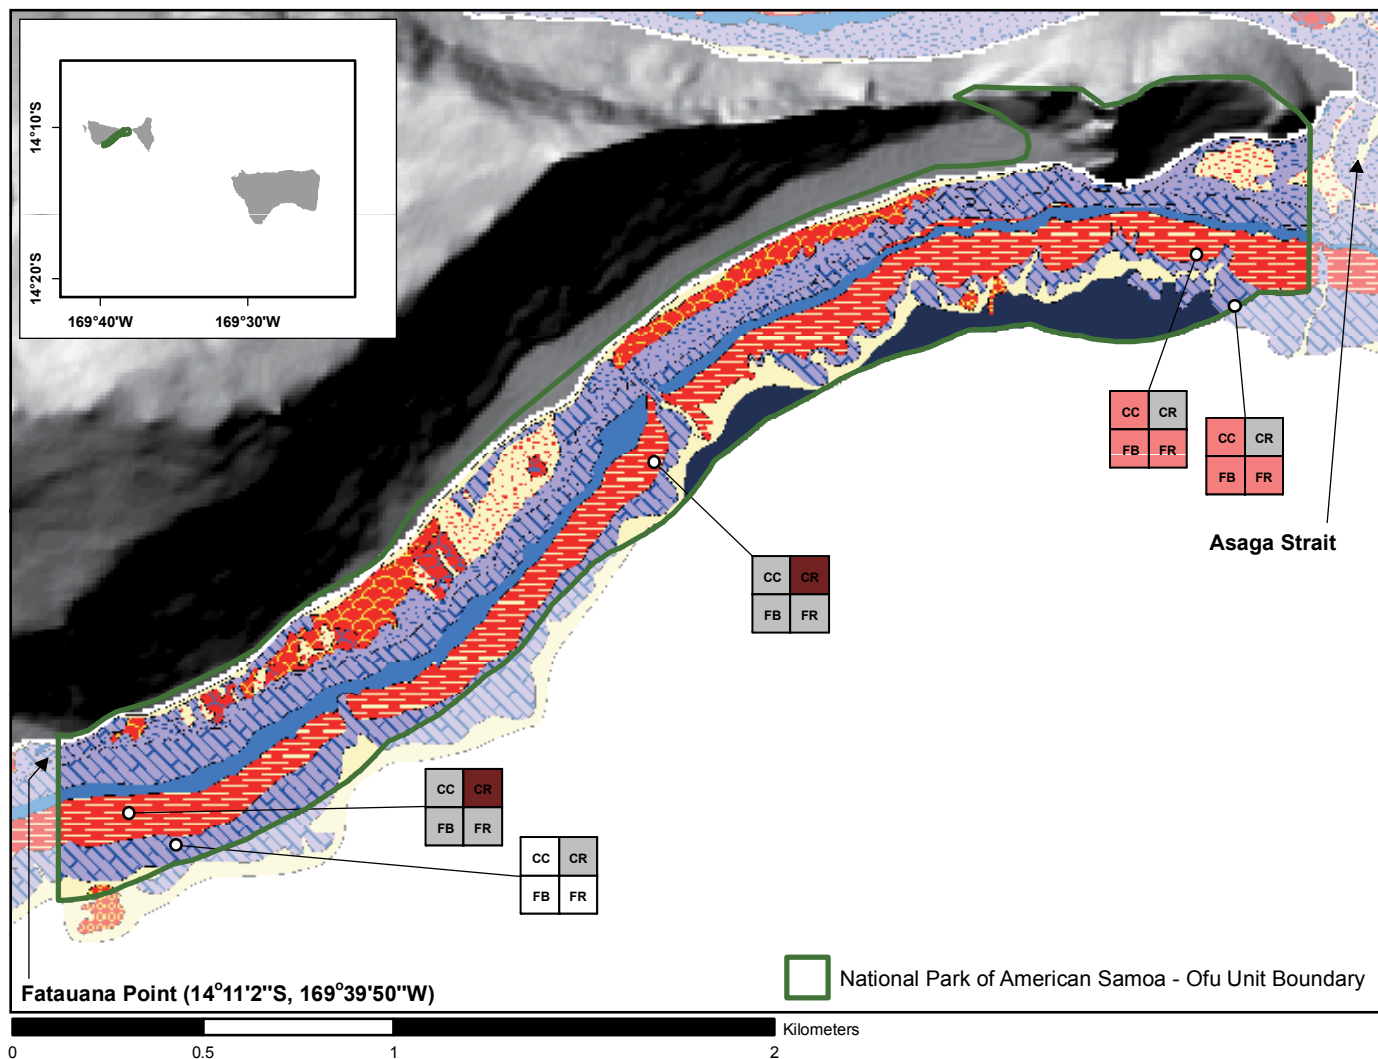 14°10'S
14°20'S
169°40'W
169°30'W
CC CR
FB FR
CC CR
FB FR
Asaga Strait
CC CR
FB FR
CC CR
FB FR
CC CR
FB FR
National Park of American Samoa - Ofu Unit Boundary
Fatauana Point (14°11'2"S, 169°39'50"W)
Kilometers
0 0.5 1 2